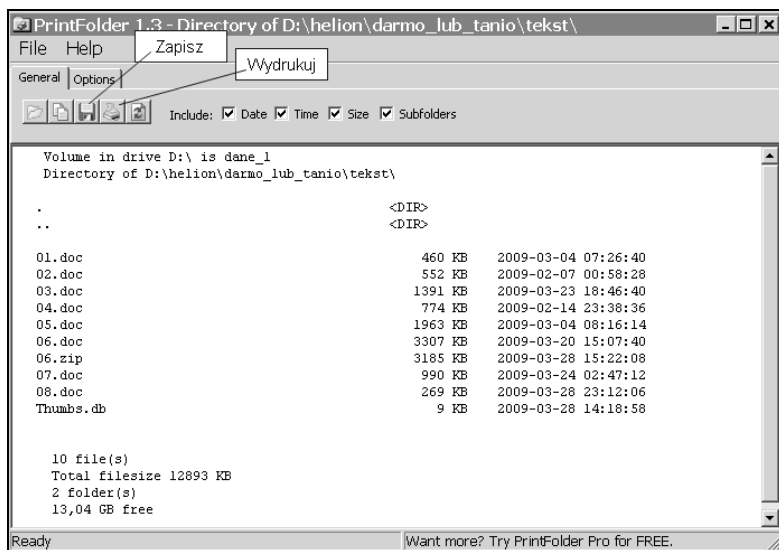 PrintFolder 1.3 - Directory of D:\helion\darmo_lub_tanio\tekst\
File Help
Zapisz
Wydrukuj
General Options
Include: Date Time Size Subfolders
Volume in drive D:\ is dane_1
Directory of D:\helion\darmo_lub_tanio\tekst\
. <DIR>
.. <DIR>
01.doc 460 KB 2009-03-04 07:26:40
02.doc 552 KB 2009-02-07 00:58:28
03.doc 1391 KB 2009-03-23 18:46:40
04.doc 774 KB 2009-02-14 23:38:36
05.doc 1963 KB 2009-03-04 08:16:14
06.doc 3307 KB 2009-03-20 15:07:40
06.zip 3185 KB 2009-03-28 15:22:08
07.doc 990 KB 2009-03-24 02:47:12
08.doc 269 KB 2009-03-28 23:12:06
Thumbs.db 9 KB 2009-03-28 14:18:58
10 file(s)
Total filesize 12893 KB
2 folder(s)
13,04 GB free
Ready Want more? Try PrintFolder Pro for FREE.